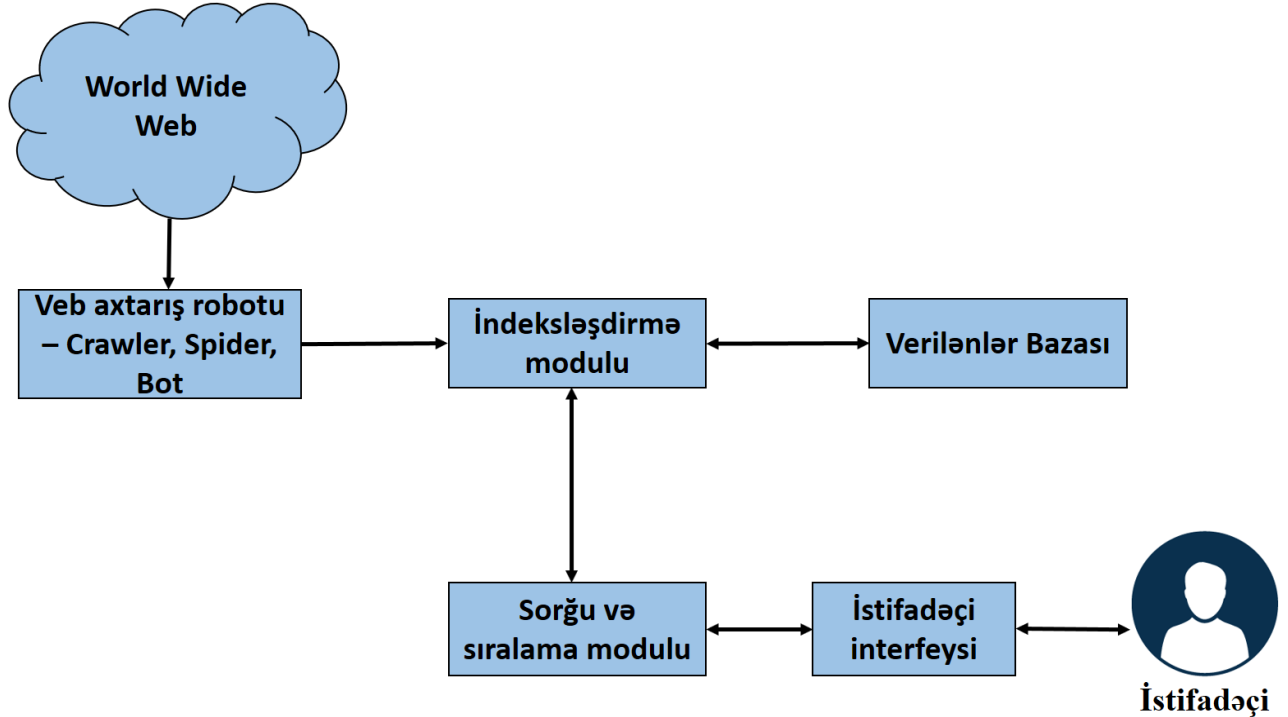 World Wide
Web
Veb axtarış robotu
– Crawler, Spider,
Bot
İndeksləşdirmə
modulu
Verilənlər Bazası
Sorğu və
sıralama modulu
İstifadəçi
interfeysi
İstifadəçi